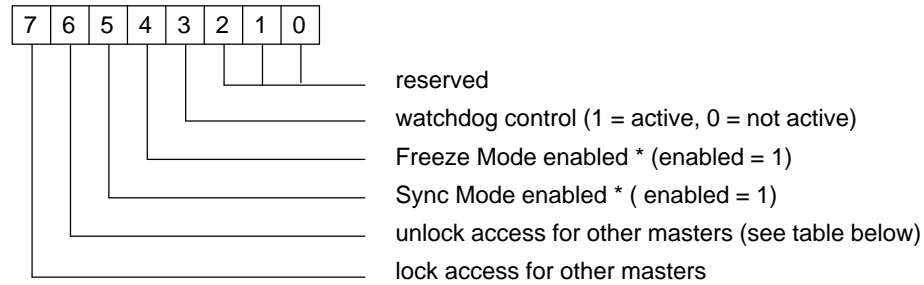 7 6 5 4 3 2 1 0
reserved
watchdog control (1 = active, 0 = not active)
Freeze Mode enabled * (enabled = 1)
Sync Mode enabled * ( enabled = 1)
unlock access for other masters (see table below)
lock access for other masters